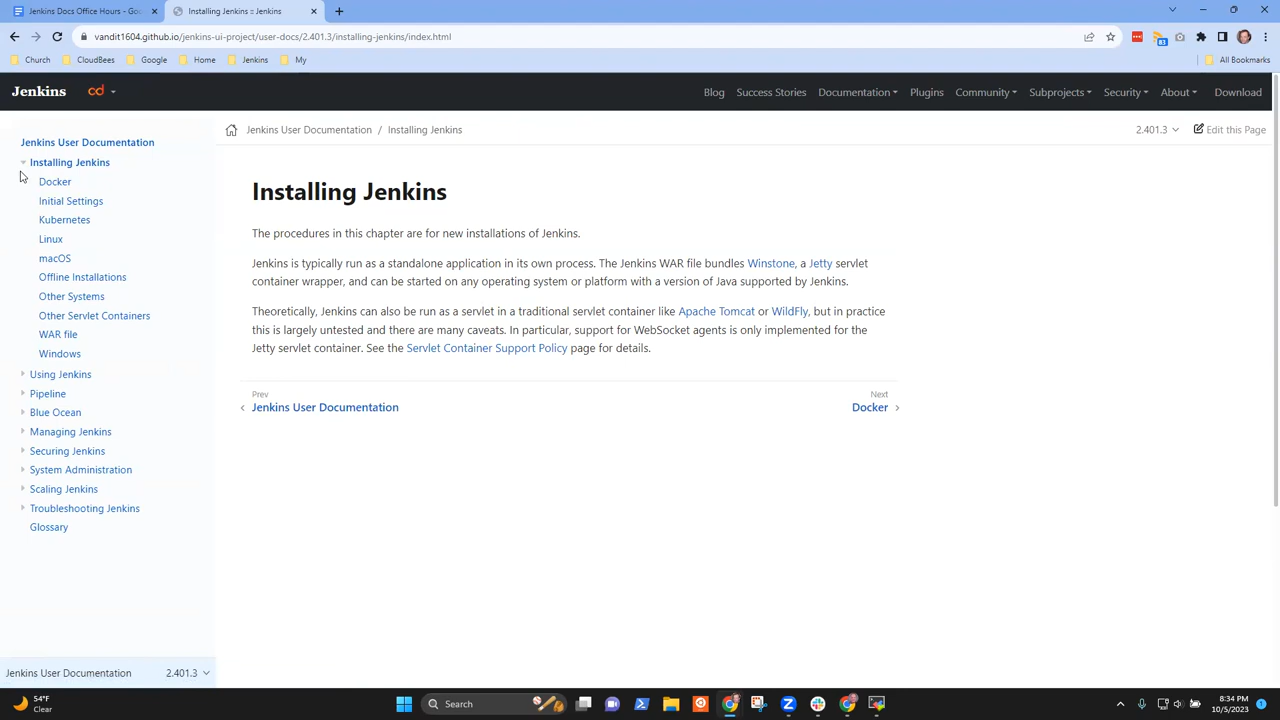 Jenkins Docs Office Hours - Goo
Installing Jenkins :: Jenkins
vandit1604.github.io/jenkins-ui-project/user-docs/2.401.3/installing-jenkins/index.html
83
Church
CloudBees
Google
Home
Jenkins
My
All Bookmarks
Jenkins
cd
Blog
Success Stories
Documentation
Plugins
Community
Subprojects
Security
About
Download
Jenkins User Documentation
Installing Jenkins
Docker
Initial Settings
Kubernetes
Linux
macOS
Offline Installations
Other Systems
Other Servlet Containers
WAR file
Windows
Using Jenkins
Pipeline
Blue Ocean
Managing Jenkins
Securing Jenkins
System Administration
Scaling Jenkins
Troubleshooting Jenkins
Glossary
Jenkins User Documentation 2.401.3
Jenkins User Documentation / Installing Jenkins
2.401.3
Edit this Page
Installing Jenkins
The procedures in this chapter are for new installations of Jenkins.
Jenkins is typically run as a standalone application in its own process. The Jenkins WAR file bundles Winstone, a Jetty servlet
container wrapper, and can be started on any operating system or platform with a version of Java supported by Jenkins.
Theoretically, Jenkins can also be run as a servlet in a traditional servlet container like Apache Tomcat or WildFly, but in practice
this is largely untested and there are many caveats. In particular, support for WebSocket agents is only implemented for the
Jetty servlet container. See the Servlet Container Support Policy page for details.
Prev
Jenkins User Documentation
Next
Docker
54°F
Clear
Search
8:34 PM
10/5/2023